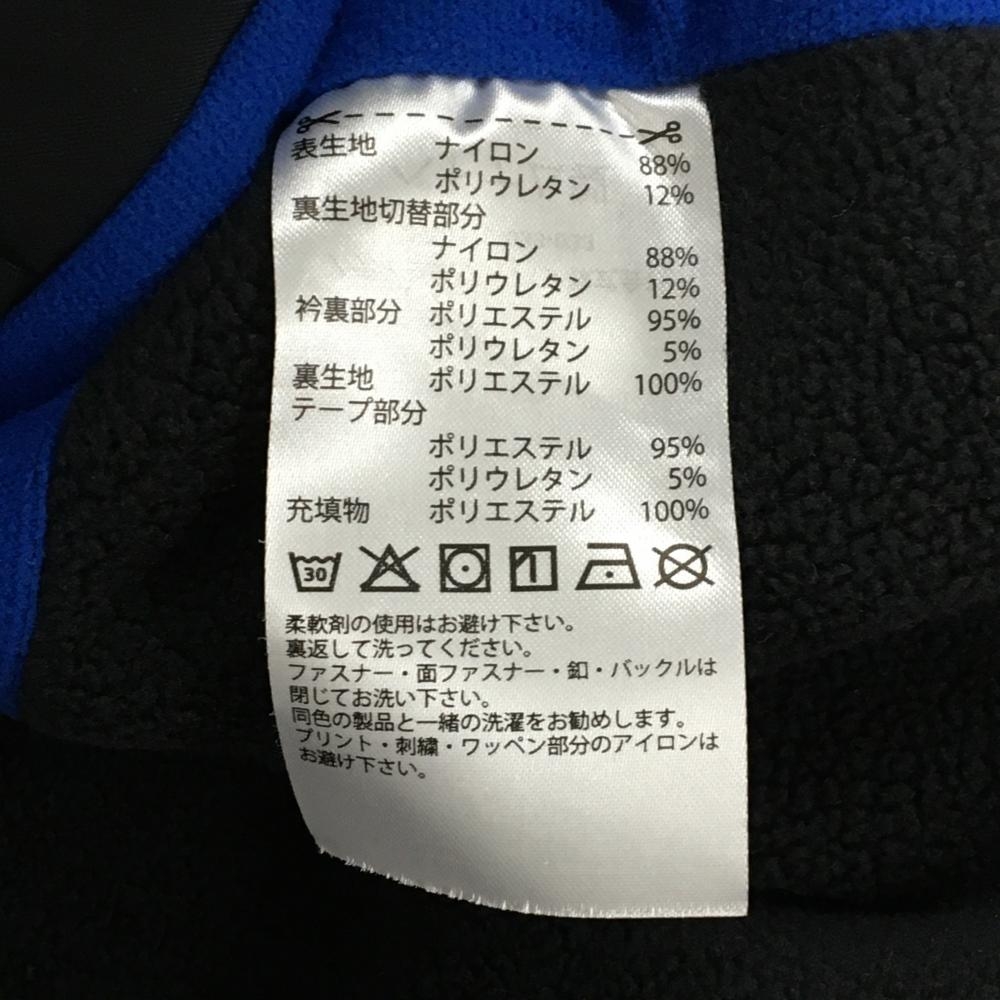 表生地 ナイロン 88%
ポリウレタン 12%
裏生地切替部分
ナイロン 88%
ポリウレタン 12%
衿裏部分 ポリエステル 95%
ポリウレタン 5%
裏生地 ポリエステル 100%
テープ部分
ポリエステル 95%
ポリウレタン 5%
充填物 ポリエステル 100%
30
柔軟剤の使用はお避け下さい。
裏返して洗ってください。
ファスナー・面ファスナー・釦・バックルは
閉じてお洗い下さい。
同色の製品と一緒の洗濯をお勧めします。
プリント・刺繍・ワッペン部分のアイロンは
お避け下さい。